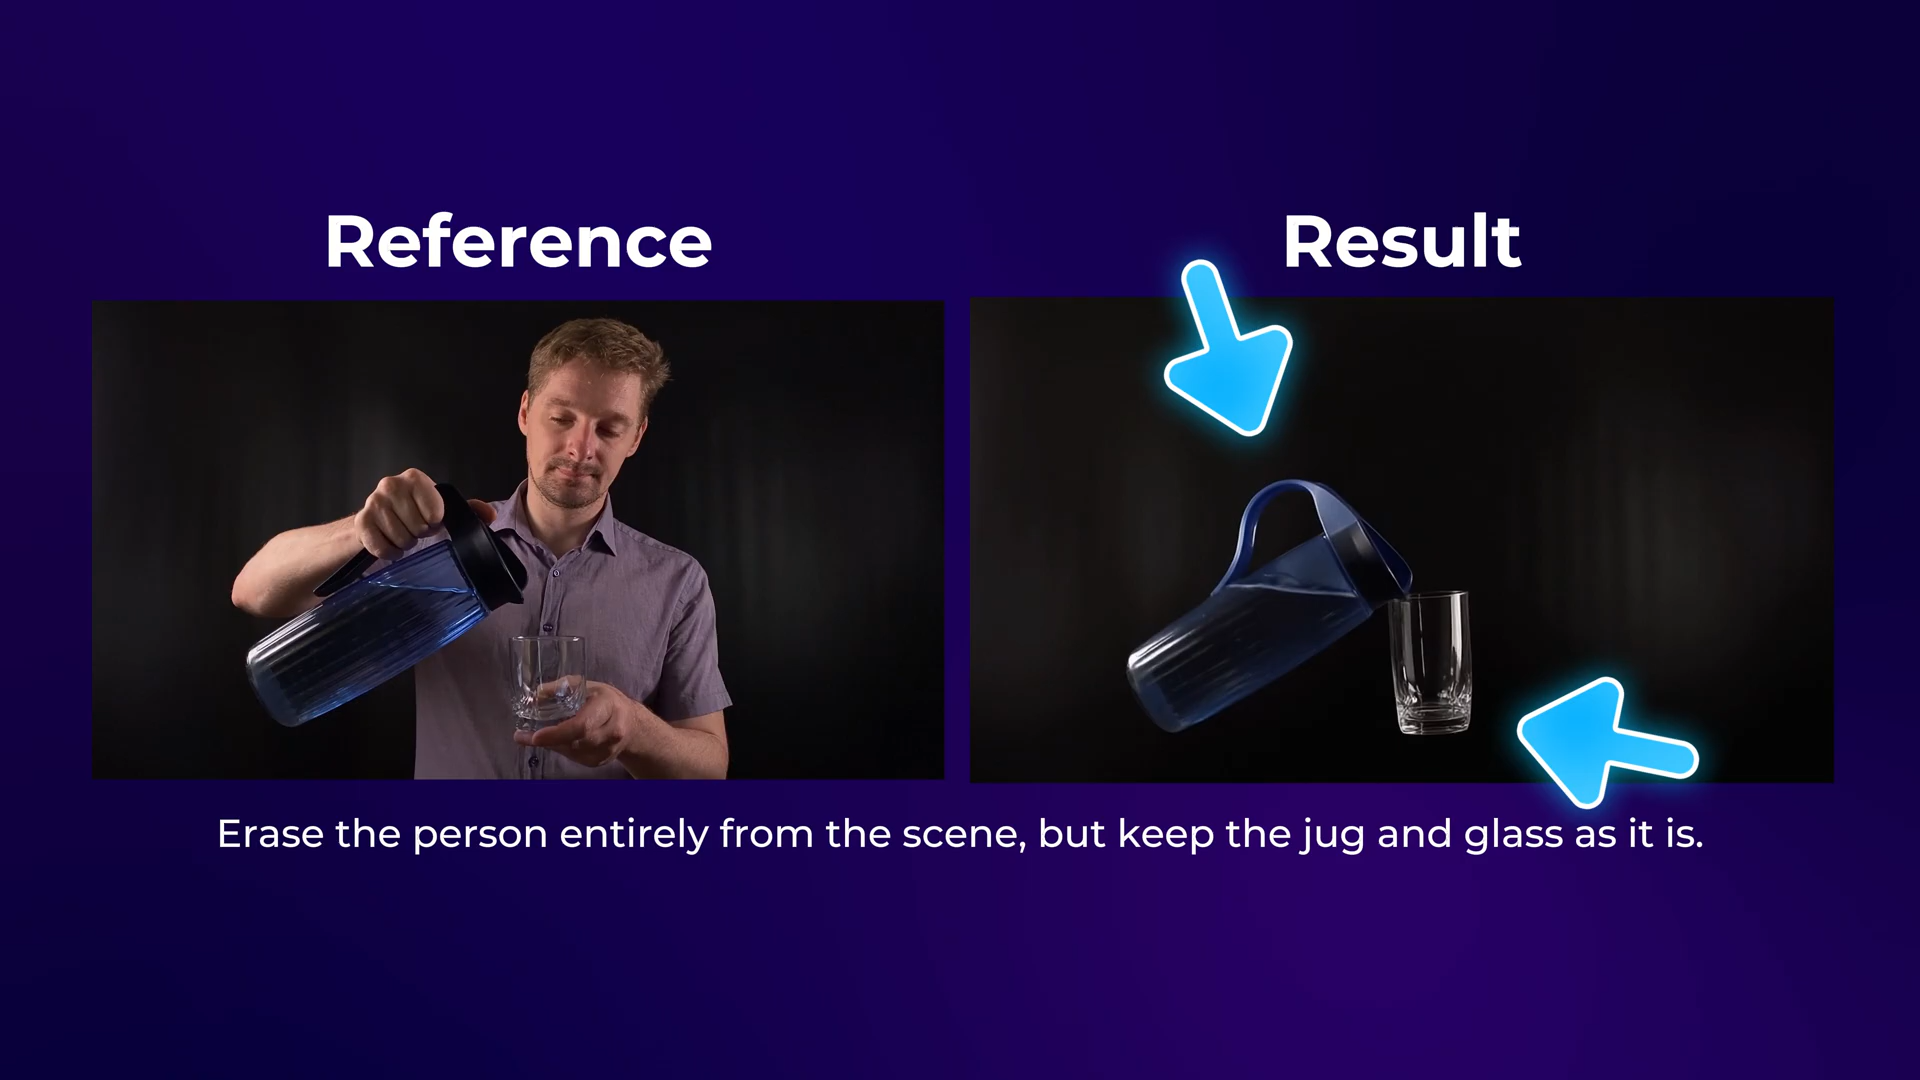 Reference
Result
Erase the person entirely from the scene, but keep the jug and glass as it is.